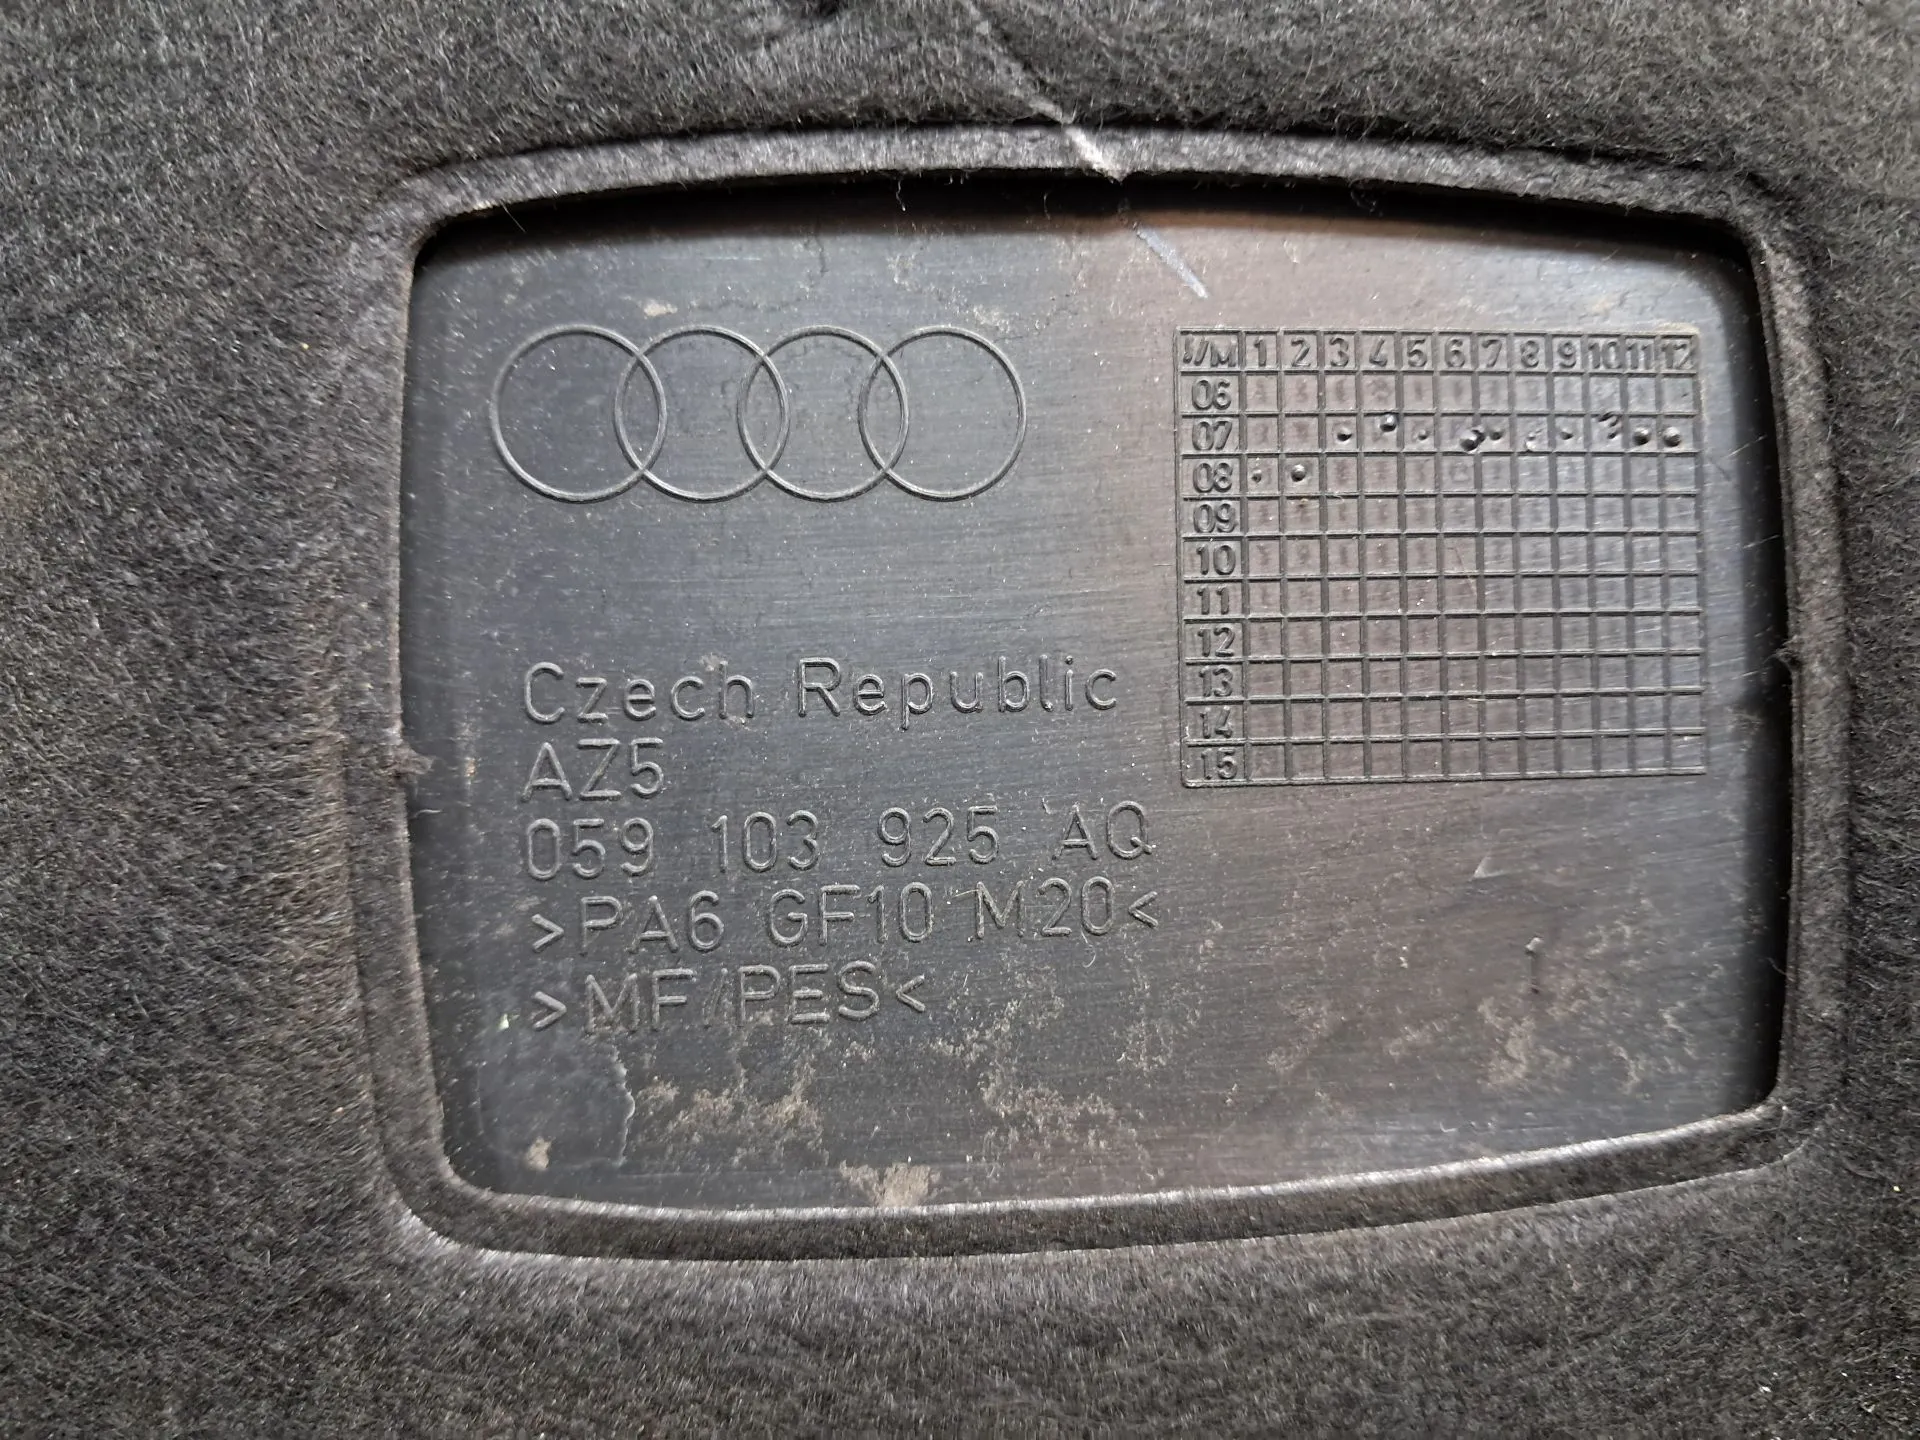 Czech Republic
AZ5
059 103 925 AQ
>PA6 GF10 M20<
>MF/PES<
J/M 1 2 3 4 5 6 7 8 9 10 11 12
06
07
08
09
10
11
12
13
14
15